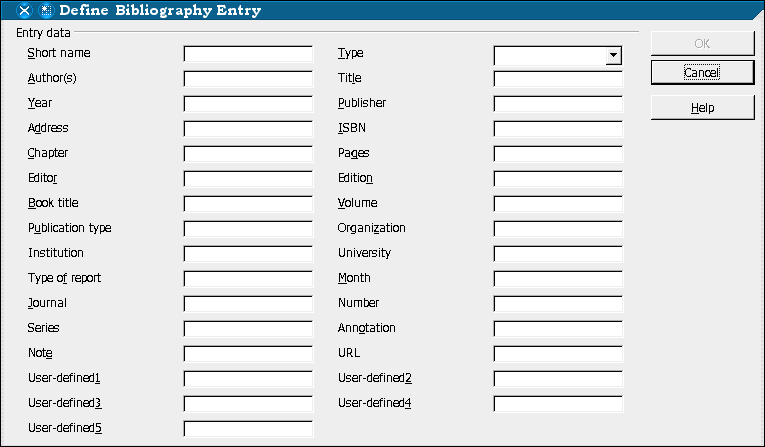 Define Bibliography Entry
Entry data
Short name Type
Author(s) Title
Year Publisher
Address ISBN
Chapter Pages
Editor Edition
Book title Volume
Publication type Organization
Institution University
Type of report Month
Journal Number
Series Annotation
Note URL
User-defined1 User-defined2
User-defined3 User-defined4
User-defined5
OK
Cancel
Help